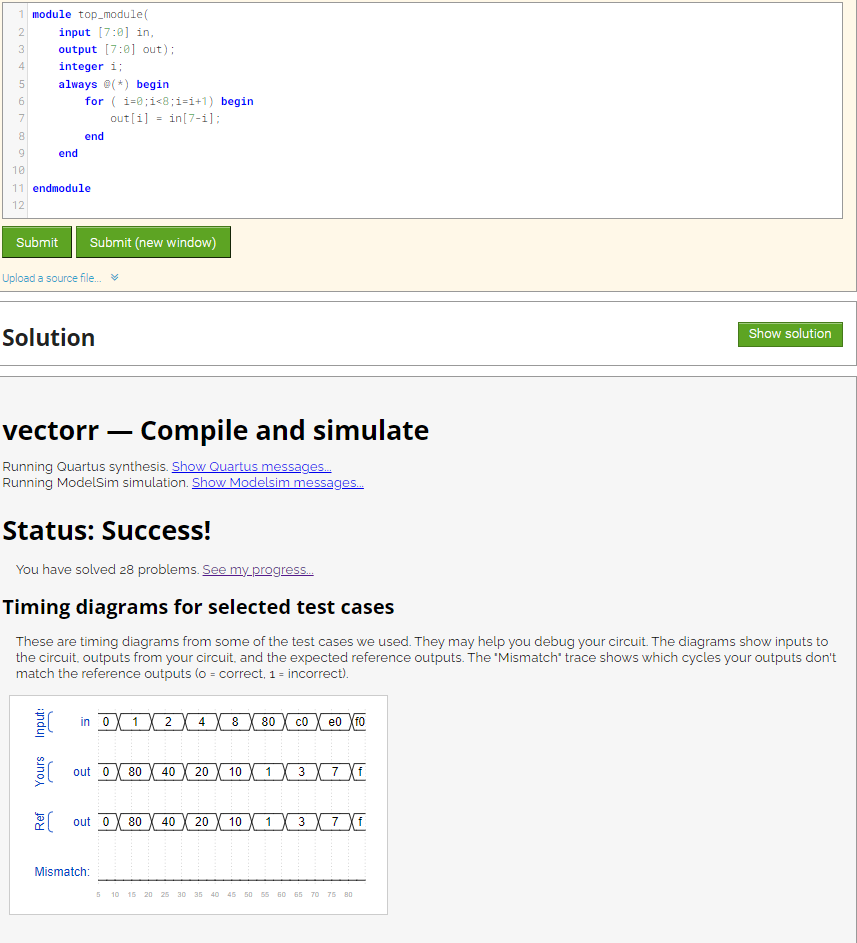 1 module top_module(
2 input [7:0] in,
3 output [7:0] out);
4 integer i;
5 always @(*) begin
6 for ( i=0;i<8;i=i+1) begin
7 out[i] = in[7-i];
8 end
9 end
10
11 endmodule
12
Submit Submit (new window)
Upload a source file...
Solution Show solution
vectorr — Compile and simulate
Running Quartus synthesis. Show Quartus messages...
Running ModelSim simulation. Show Modelsim messages...
Status: Success!
You have solved 28 problems. See my progress...
Timing diagrams for selected test cases
These are timing diagrams from some of the test cases we used. They may help you debug your circuit. The diagrams show inputs to
the circuit, outputs from your circuit, and the expected reference outputs. The "Mismatch" trace shows which cycles your outputs don't
match the reference outputs (0 = correct, 1 = incorrect).
Inputs in 0 1 2 4 8 80 c0 e0 f0
Yours out 0 80 40 20 10 1 3 7 f
Ref out 0 80 40 20 10 1 3 7 f
Mismatch:
5 10 15 20 25 30 35 40 45 50 55 60 65 70 75 80